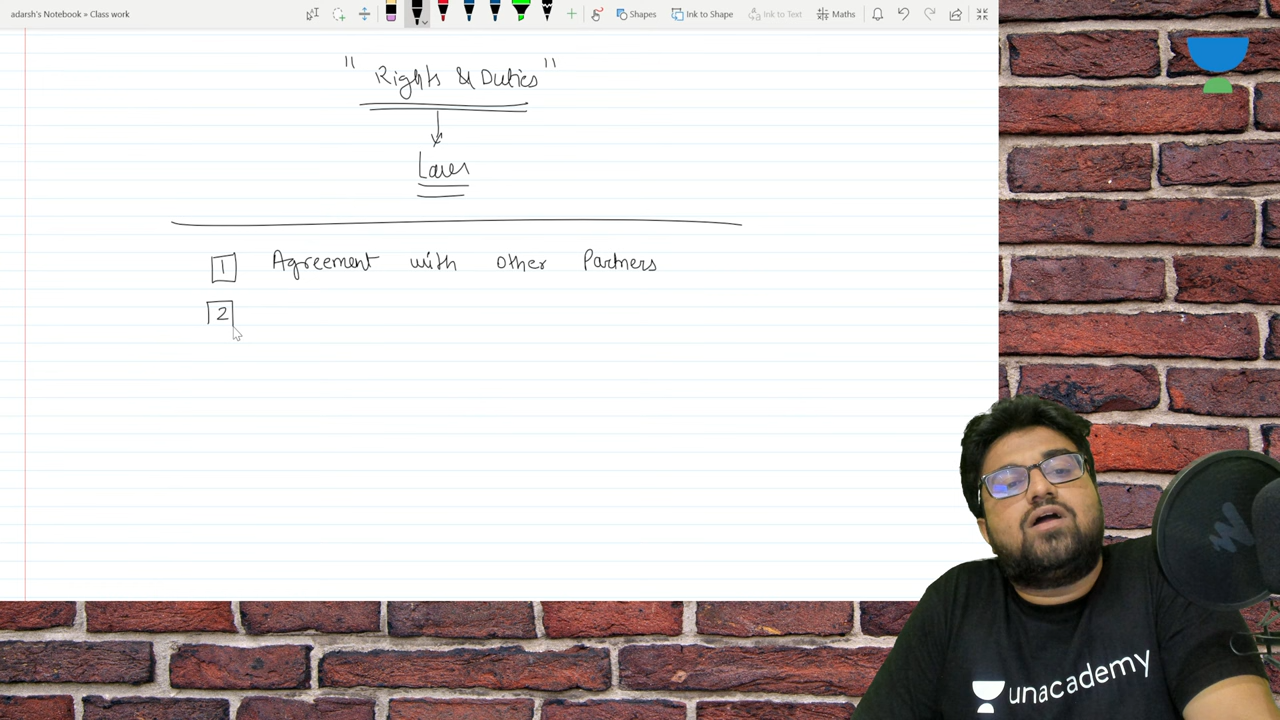 adarsh's Notebook » Class work
Shapes
Ink to Shape
Ink to Text
Maths
" Rights & Duties "
1 Agreement with other Partners
2
unacademy